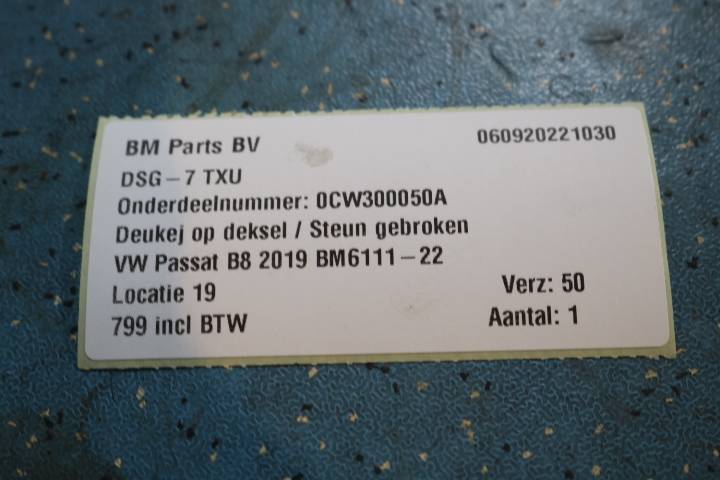 BM Parts BV 060920221030
DSG-7 TXU
Onderdeelnummer: 0CW300050A
Deukej op deksel / Steun gebroken
VW Passat B8 2019 BM6111-22
Locatie 19 Verz: 50
799 incl BTW Aantal: 1